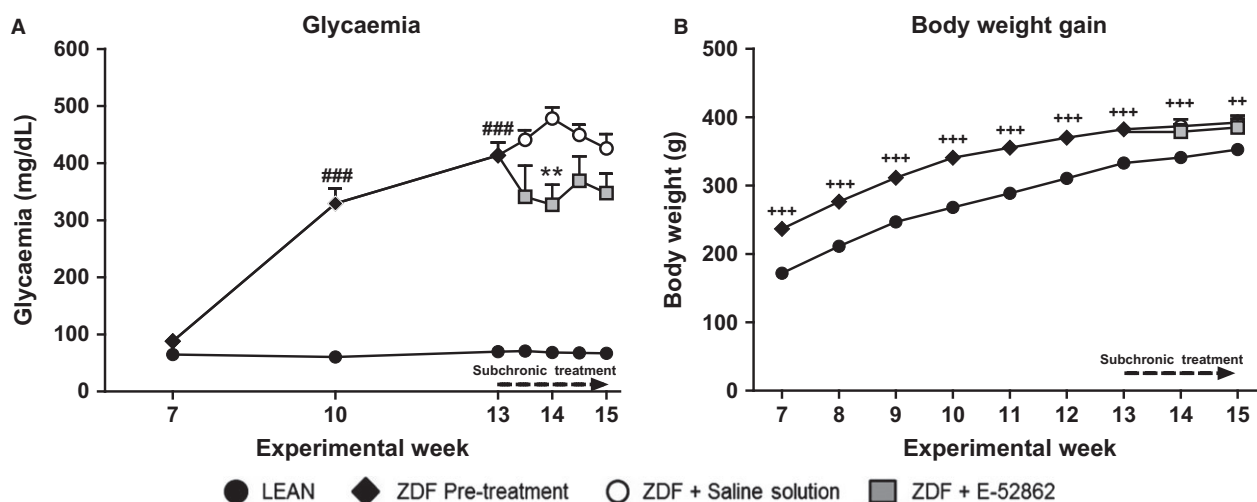 A
Glycaemia
600
500
400
300
200
100
0
Glycaemia (mg/dL)
###
###
**
Subchronic treatment
7
10
13
14
15
Experimental week
B
Body weight gain
500
400
300
200
100
0
Body weight (g)
+++
+++
+++
+++
+++
+++
+++
+++
++
Subchronic treatment
7
8
9
10
11
12
13
14
15
Experimental week
LEAN
ZDF Pre-treatment
ZDF + Saline solution
ZDF + E-52862